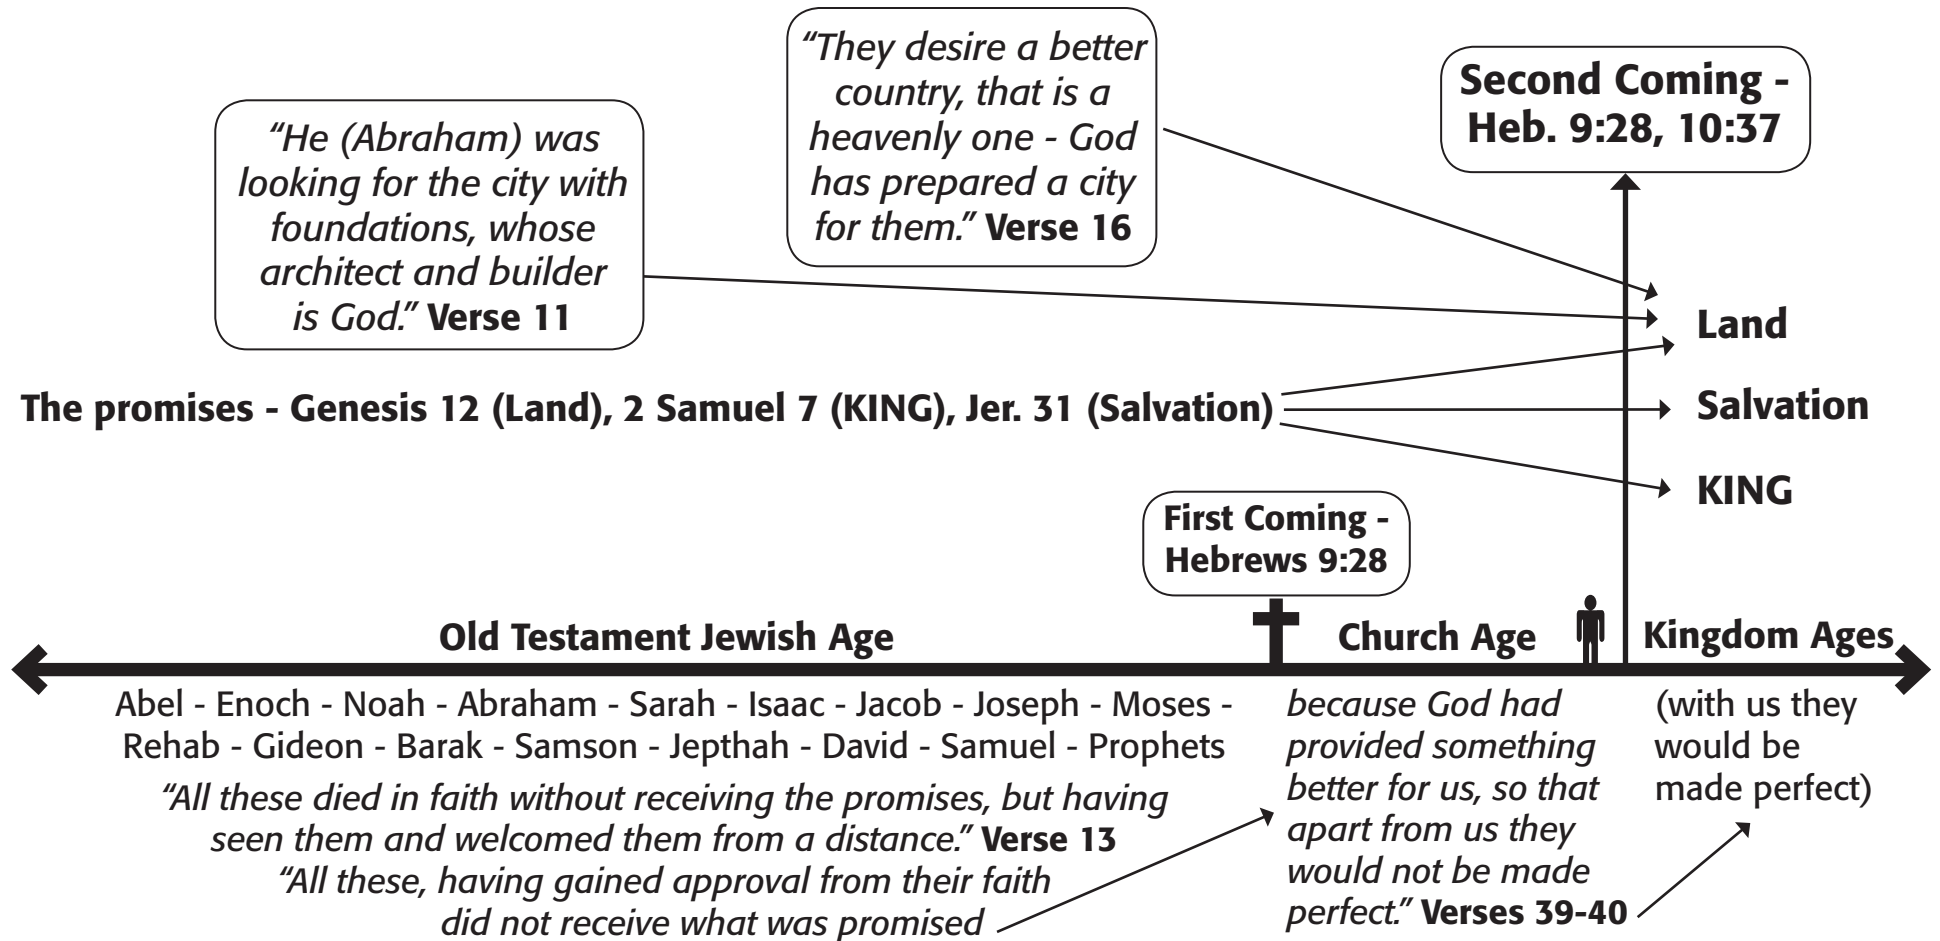 “They desire a better
country, that is a
heavenly one - God
has prepared a city
for them.” Verse 16
Second Coming -
Heb. 9:28, 10:37
“He (Abraham) was
looking for the city with
foundations, whose
architect and builder
is God.” Verse 11
Land
The promises - Genesis 12 (Land), 2 Samuel 7 (KING), Jer. 31 (Salvation)
Salvation
KING
First Coming -
Hebrews 9:28
Old Testament Jewish Age
Church Age
Kingdom Ages
Abel - Enoch - Noah - Abraham - Sarah - Isaac - Jacob - Joseph - Moses -
Rehab - Gideon - Barak - Samson - Jepthah - David - Samuel - Prophets
“All these died in faith without receiving the promises, but having
seen them and welcomed them from a distance.” Verse 13
“All these, having gained approval from their faith
did not receive what was promised
because God had
provided something
better for us, so that
apart from us they
would not be made
perfect.” Verses 39-40
(with us they
would be
made perfect)